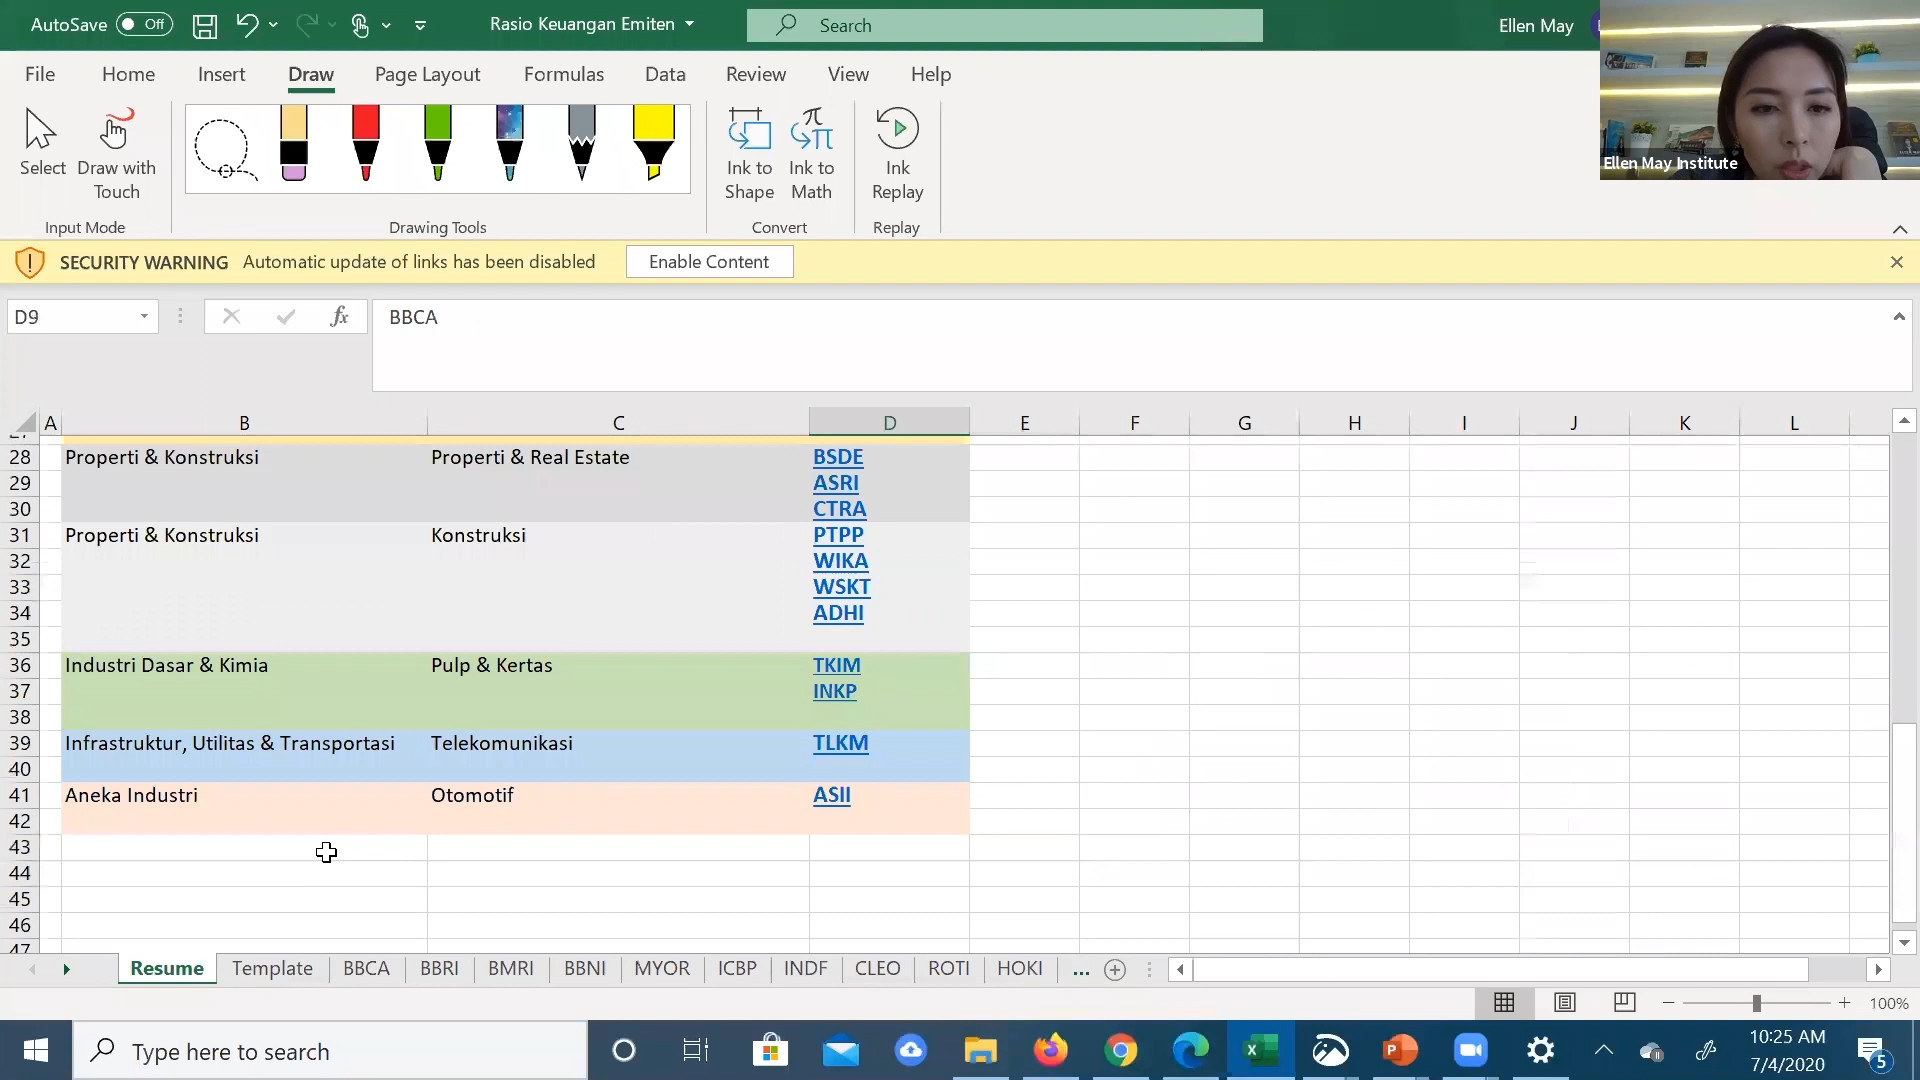 AutoSave Off Rasio Keuangan Emiten Search Ellen May
File Home Insert Draw Page Layout Formulas Data Review View Help
Select Draw with Touch Ink to Shape Ink to Math Ink Replay
Input Mode Drawing Tools Convert Replay
Ellen May Institute
SECURITY WARNING Automatic update of links has been disabled Enable Content
D9 fx BBCA
A B C D E F G H I J K L
28 Properti & Konstruksi Properti & Real Estate BSDE
29 ASRI
30 CTRA
31 Properti & Konstruksi Konstruksi PTPP
32 WIKA
33 WSKT
34 ADHI
35
36 Industri Dasar & Kimia Pulp & Kertas TKIM
37 INKP
38
39 Infrastruktur, Utilitas & Transportasi Telekomunikasi TLKM
40
41 Aneka Industri Otomotif ASII
42
43
44
45
46
47
Resume Template BBCA BBRI BMRI BBNI MYOR ICBP INDF CLEO ROTI HOKI ...
100%
Type here to search
10:25 AM
7/4/2020
5